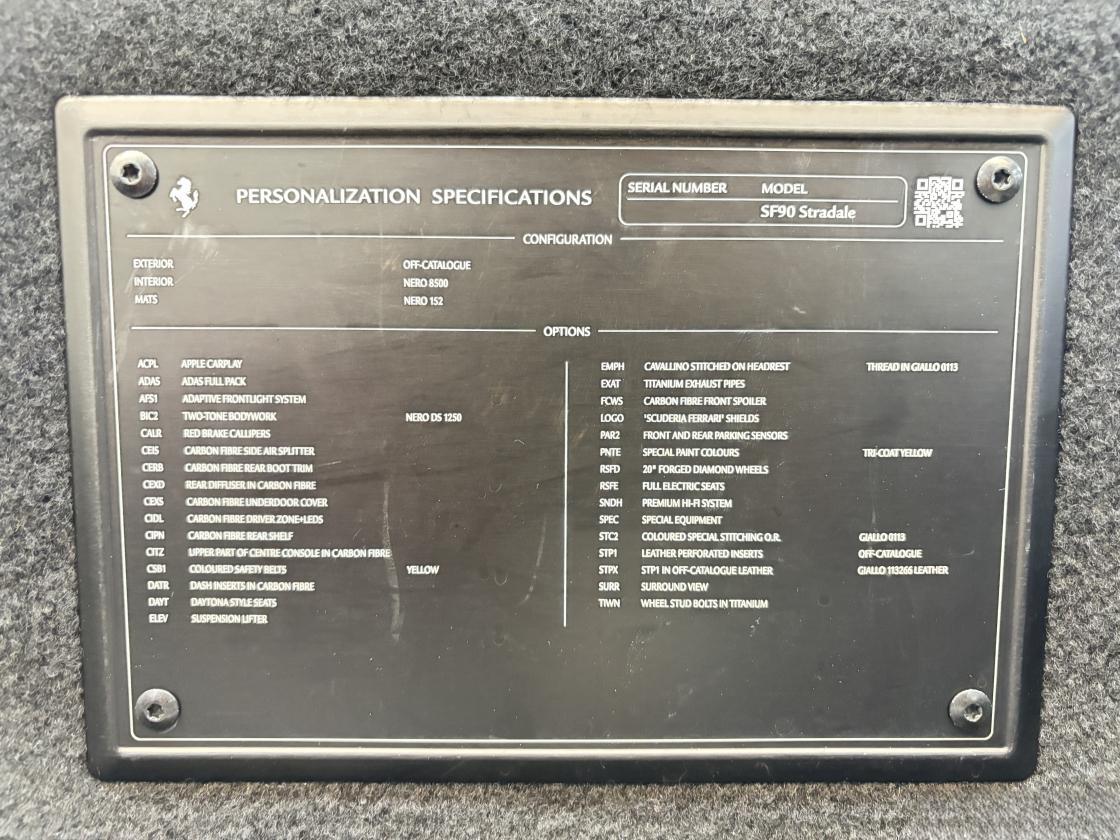 PERSONALIZATION SPECIFICATIONS
SERIAL NUMBER MODEL
SF90 Stradale
CONFIGURATION
EXTERIOR OFF-CATALOGUE
INTERIOR NERO 8500
MATS NERO 152
OPTIONS
ACPL APPLE CARPLAY
ADAS ADAS FULL PACK
AFS1 ADAPTIVE FRONTLIGHT SYSTEM
BIC2 TWO-TONE BODYWORK NERO DS 1250
CALR RED BRAKE CALLIPERS
CEIS CARBON FIBRE SIDE AIR SPLITTER
CERB CARBON FIBRE REAR BOOT TRIM
CEXD REAR DIFFUSER IN CARBON FIBRE
CEXS CARBON FIBRE UNDERDOOR COVER
CIDL CARBON FIBRE DRIVER ZONE+LEDS
CIPN CARBON FIBRE REAR SHELF
CITZ UPPER PART OF CENTRE CONSOLE IN CARBON FIBRE
CSB1 COLOURED SAFETY BELTS YELLOW
DATR DASH INSERTS IN CARBON FIBRE
DAYT DAYTONA STYLE SEATS
ELEV SUSPENSION LIFTER
EMPH CAVALLINO STITCHED ON HEADREST THREAD IN GIALLO 0113
EXAT TITANIUM EXHAUST PIPES
FCWS CARBON FIBRE FRONT SPOILER
LOGO 'SCUDERIA FERRARI' SHIELDS
PAR2 FRONT AND REAR PARKING SENSORS
PNTE SPECIAL PAINT COLOURS TRI-COAT YELLOW
RSFD 20" FORGED DIAMOND WHEELS
RSFE FULL ELECTRIC SEATS
SNDH PREMIUM HI-FI SYSTEM
SPEC SPECIAL EQUIPMENT
STC2 COLOURED SPECIAL STITCHING O.R. GIALLO 0113
STP1 LEATHER PERFORATED INSERTS OFF-CATALOGUE
STPX STP1 IN OFF-CATALOGUE LEATHER GIALLO 113266 LEATHER
SURR SURROUND VIEW
TIWN WHEEL STUD BOLTS IN TITANIUM